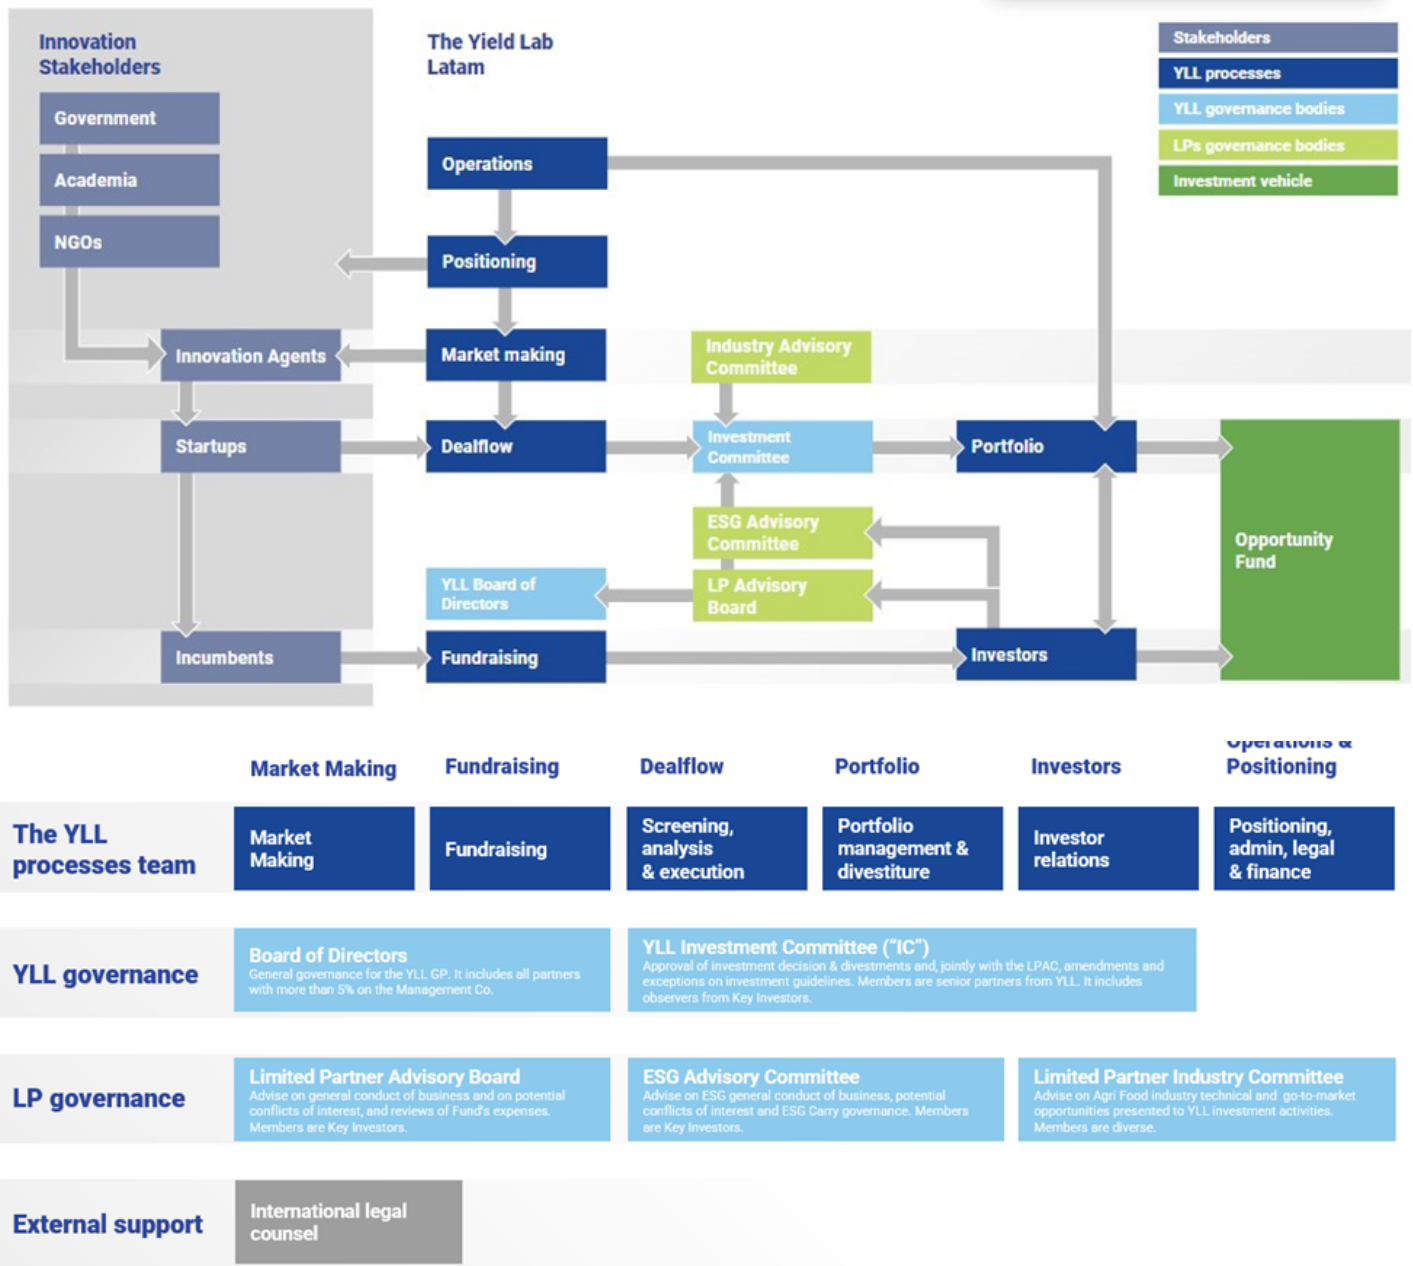 Innovation
Stakeholders
The Yield Lab
Latam
Stakeholders
YLL processes
YLL governance bodies
LPs governance bodies
Investment vehicle
Government
Academia
NGOs
Operations
Positioning
Innovation Agents
Market making
Industry Advisory
Committee
Startups
Dealflow
Investment
Committee
Portfolio
ESG Advisory
Committee
Opportunity
Fund
YLL Board of
Directors
LP Advisory
Board
Incumbents
Fundraising
Investors
Market Making
Fundraising
Dealflow
Portfolio
Investors
Operations &
Positioning
The YLL
processes team
Market
Making
Fundraising
Screening,
analysis
& execution
Portfolio
management &
divestiture
Investor
relations
Positioning,
admin, legal
& finance
YLL governance
Board of Directors
General governance for the YLL GP. It includes all partners
with more than 5% on the Management Co.
YLL Investment Committee ("IC")
Approval of investment decision & divestments and, jointly with the LPAC, amendments and
exceptions on investment guidelines. Members are senior partners from YLL. It includes
observers from Key Investors.
LP governance
Limited Partner Advisory Board
Advise on general conduct of business and on potential
conflicts of interest, and reviews of Fund's expenses.
Members are Key Investors.
ESG Advisory Committee
Advise on ESG general conduct of business, potential
conflicts of interest and ESG Carry governance. Members
are Key Investors.
Limited Partner Industry Committee
Advise on Agri Food industry technical and go-to-market
opportunities presented to YLL investment activities.
Members are diverse.
External support
International legal
counsel